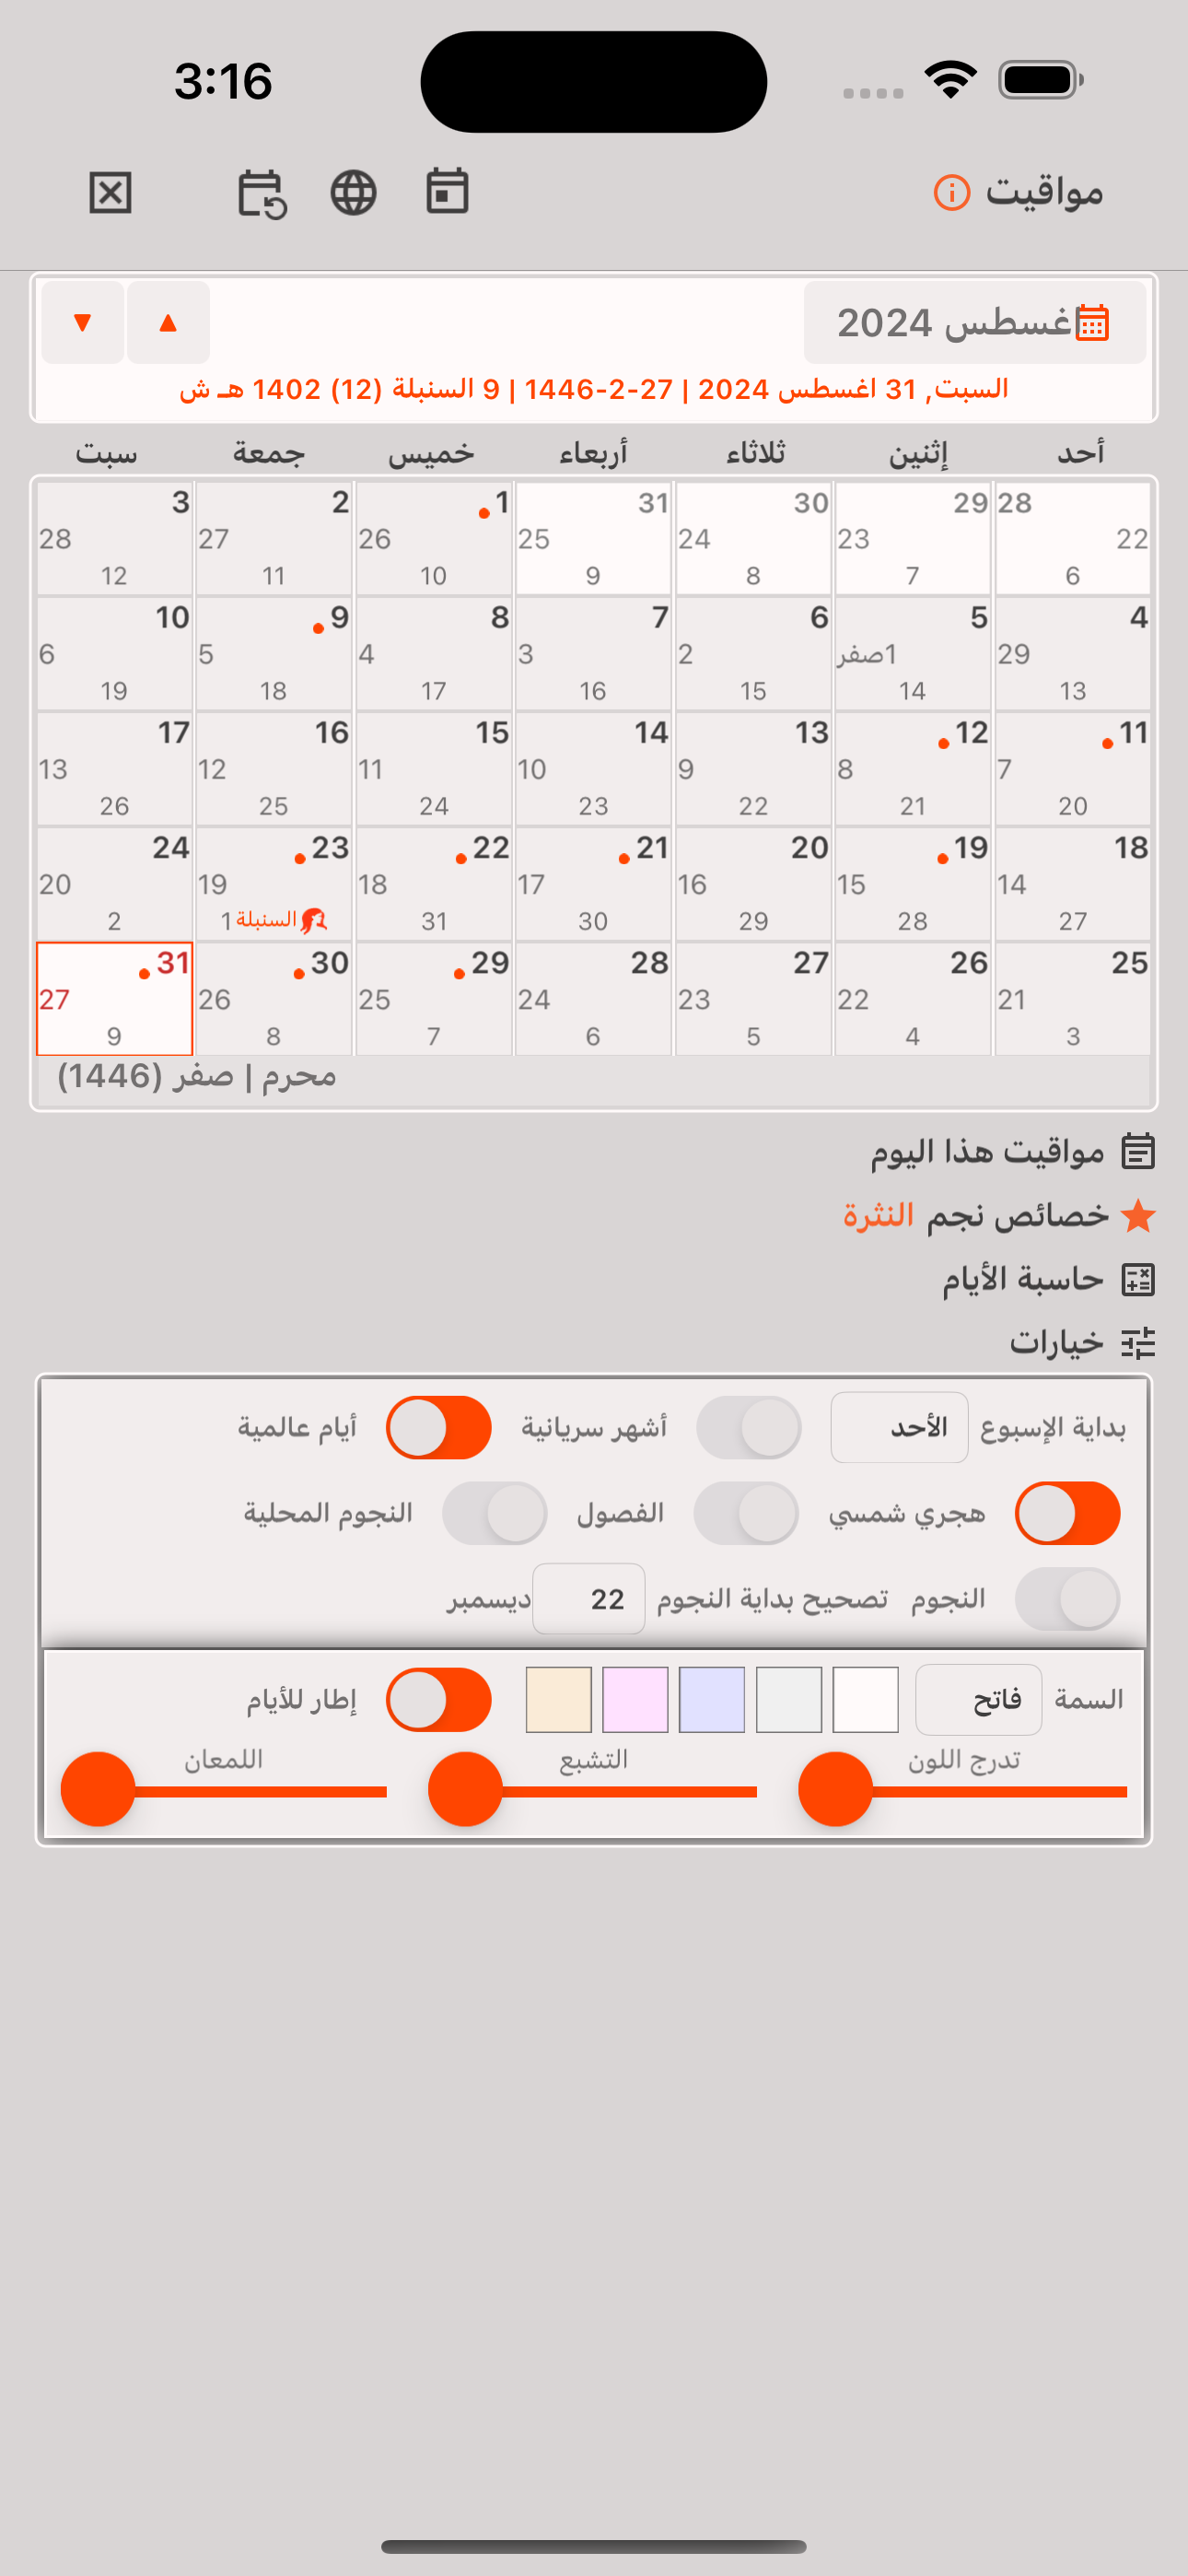 3:16
مواقيت
اغسطس 2024
السبت, 31 اغسطس 2024 | 27-2-1446 | 9 السنبلة (12) 1402 هـ ش
أحد إثنين ثلاثاء أربعاء خميس جمعة سبت
28 29 30 31 1 2 3
22 23 24 25 26 27 28
6 7 8 9 10 11 12
4 5 6 7 8 9 10
29 1صفر 2 3 4 5 6
13 14 15 16 17 18 19
11 12 13 14 15 16 17
7 8 9 10 11 12 13
20 21 22 23 24 25 26
18 19 20 21 22 23 24
14 15 16 17 18 19 20
27 28 29 30 31 السنبلة 1 2
25 26 27 28 29 30 31
21 22 23 24 25 26 27
3 4 5 6 7 8 9
محرم | صفر (1446)
مواقيت هذا اليوم
خصائص نجم النثرة
حاسبة الأيام
خيارات
بداية الإسبوع الأحد أشهر سريانية أيام عالمية
هجري شمسي الفصول النجوم المحلية
النجوم تصحيح بداية النجوم 22 ديسمبر
السمة فاتح إطار للأيام
تدرج اللون التشبع اللمعان